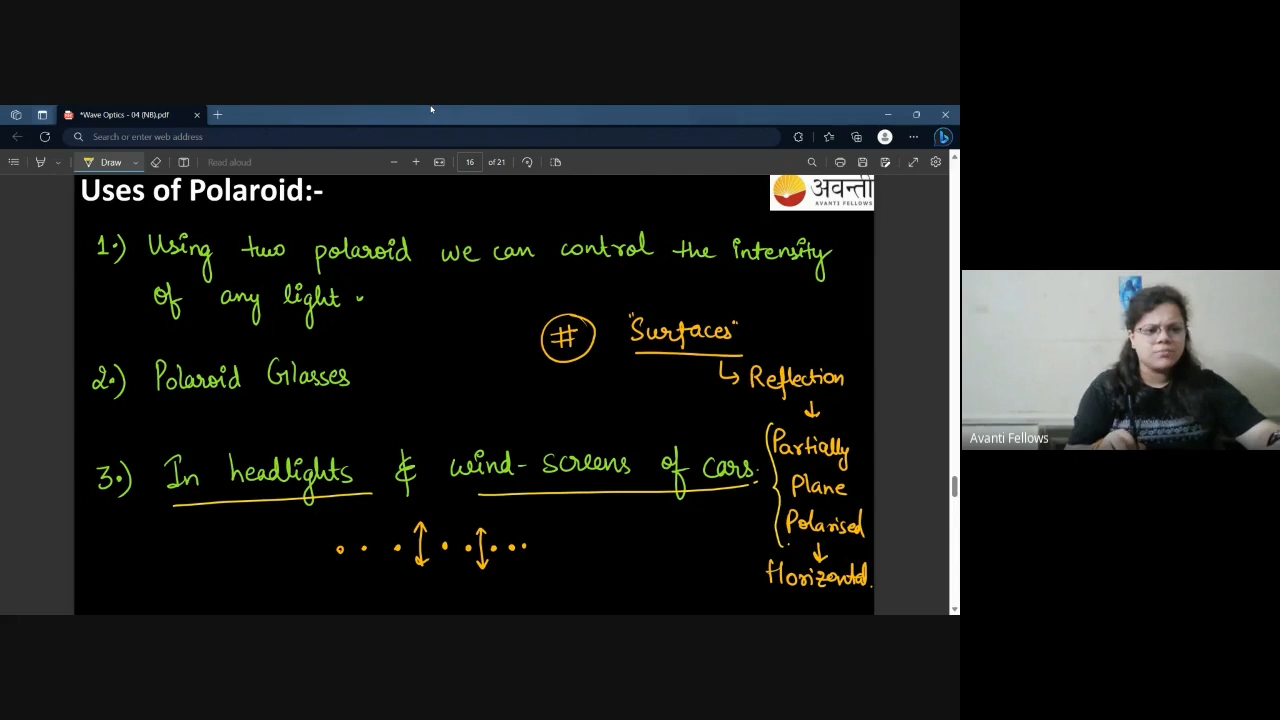 *Wave Optics - 04 (NB).pdf
Search or enter web address
Draw
Read aloud
16 of 21
Uses of Polaroid:-
अवन्ती
AVANTI FELLOWS
1.) Using two polaroid we can control the intensity
of any light.
# "Surfaces"
↳ Reflection
↓
2.) Polaroid Glasses
Partially
Plane
Polarised
↓
Horizontal.
3.) In headlights & wind-screens of cars.
Avanti Fellows